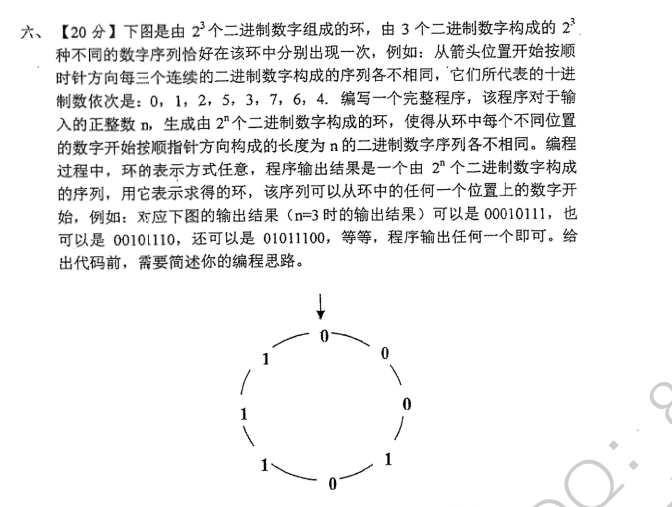 六、【20 分】下图是由 2³个二进制数字组成的环，由 3 个二进制数字构成的 2³
种不同的数字序列恰好在该环中分别出现一次，例如：从箭头位置开始按顺
时针方向每三个连续的二进制数字构成的序列各不相同，它们所代表的十进
制数依次是：0，1，2，5，3，7，6，4．编写一个完整程序，该程序对于输
入的正整数 n，生成由 2ⁿ个二进制数字构成的环，使得从环中每个不同位置
的数字开始按顺指针方向构成的长度为 n 的二进制数字序列各不相同。编程
过程中，环的表示方式任意，程序输出结果是一个由 2ⁿ 个二进制数字构成
的序列，用它表示求得的环，该序列可以从环中的任何一个位置上的数字开
始，例如：对应下图的输出结果（n=3 时的输出结果）可以是 00010111，也
可以是 00101110，还可以是 01011100，等等，程序输出任何一个即可。给
出代码前，需要简述你的编程思路。
0
1
0
1
0
1
1
0
QQ：8